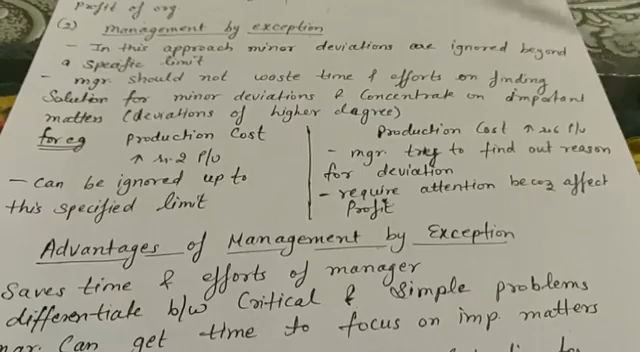 Profit of org.
(2) Management by exception
- In this approach minor deviations are ignored beyond
a specific limit
- mgr. should not waste time & efforts on finding
Solution for minor deviations & Concentrate on important
matters (deviations of higher degree)
for eg Production Cost
↑ 2 P/U
- Can be ignored up to
this specified limit
Production Cost ↑ 6 P/U
- mgr. try to find out reason
for deviation
- require attention becoz affect
Profit
Advantages of Management by Exception
Saves time & efforts of manager
differentiate b/w Critical & Simple problems
mgr. Can get time to focus on imp. matters